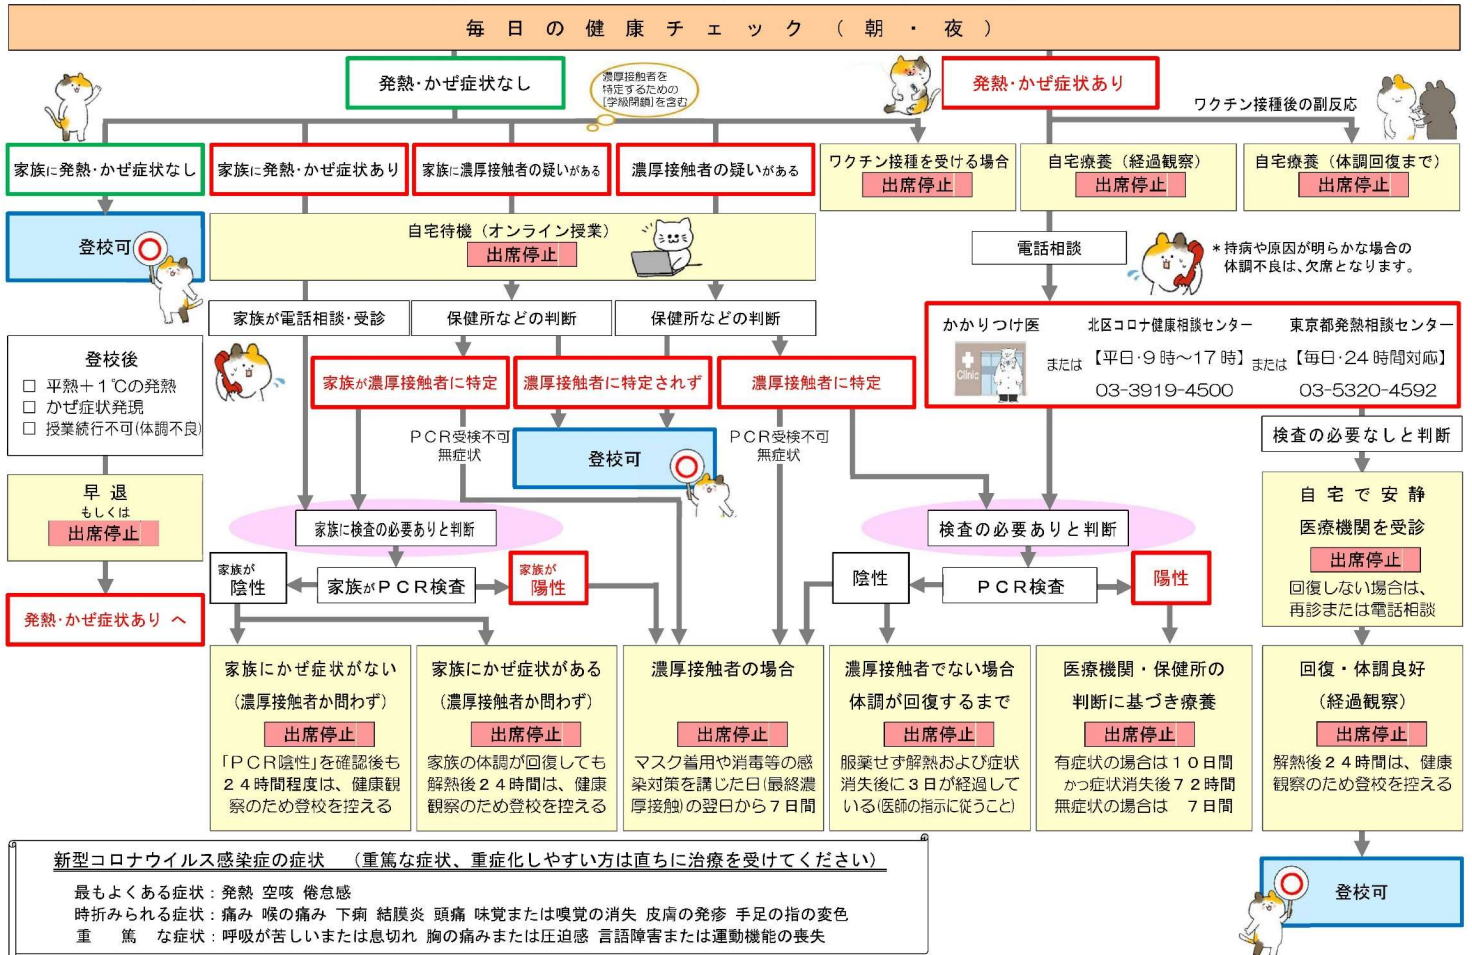 毎日の健康チェック（朝・夜）
発熱・かぜ症状なし
濃厚接触者を
特定するための
[学級閉鎖]を含む
発熱・かぜ症状あり
ワクチン接種後の副反応
家族に発熱・かぜ症状なし
家族に発熱・かぜ症状あり
家族に濃厚接触者の疑いがある
濃厚接触者の疑いがある
ワクチン接種を受ける場合
出席停止
自宅療養（経過観察）
出席停止
自宅療養（体調回復まで）
出席停止
登校可
自宅待機（オンライン授業）
出席停止
電話相談
＊持病や原因が明らかな場合の
体調不良は、欠席となります。
家族が電話相談・受診
保健所などの判断
保健所などの判断
かかりつけ医
Clinic
または
北区コロナ健康相談センター
【平日・9時～17時】
03-3919-4500
または
東京都発熱相談センター
【毎日・24時間対応】
03-5320-4592
登校後
□ 平熱＋1℃の発熱
□ かぜ症状発現
□ 授業続行不可(体調不良)
家族が濃厚接触者に特定
濃厚接触者に特定されず
濃厚接触者に特定
ＰＣＲ受検不可
無症状
登校可
ＰＣＲ受検不可
無症状
検査の必要なしと判断
早退
もしくは
出席停止
自宅で安静
医療機関を受診
出席停止
回復しない場合は、
再診または電話相談
家族に検査の必要ありと判断
検査の必要ありと判断
家族が
陰性
家族がＰＣＲ検査
家族が
陽性
陰性
ＰＣＲ検査
陽性
発熱・かぜ症状あり へ
家族にかぜ症状がない
(濃厚接触者か問わず)
出席停止
「ＰＣＲ陰性」を確認後も
２４時間程度は、健康観
察のため登校を控える
家族にかぜ症状がある
(濃厚接触者か問わず)
出席停止
家族の体調が回復しても
解熱後２４時間は、健康
観察のため登校を控える
濃厚接触者の場合
出席停止
マスク着用や消毒等の感
染対策を講じた日(最終濃
厚接触)の翌日から７日間
濃厚接触者でない場合
体調が回復するまで
出席停止
服薬せず解熱および症状
消失後に３日が経過して
いる(医師の指示に従うこと)
医療機関・保健所の
判断に基づき療養
出席停止
有症状の場合は１０日間
かつ症状消失後７２時間
無症状の場合は　７日間
回復・体調良好
(経過観察)
出席停止
解熱後２４時間は、健康
観察のため登校を控える
登校可
新型コロナウイルス感染症の症状　（重篤な症状、重症化しやすい方は直ちに治療を受けてください）
最もよくある症状：発熱 空咳 倦怠感
時折みられる症状：痛み 喉の痛み 下痢 結膜炎 頭痛 味覚または嗅覚の消失 皮膚の発疹 手足の指の変色
重　篤　な症状：呼吸が苦しいまたは息切れ 胸の痛みまたは圧迫感 言語障害または運動機能の喪失